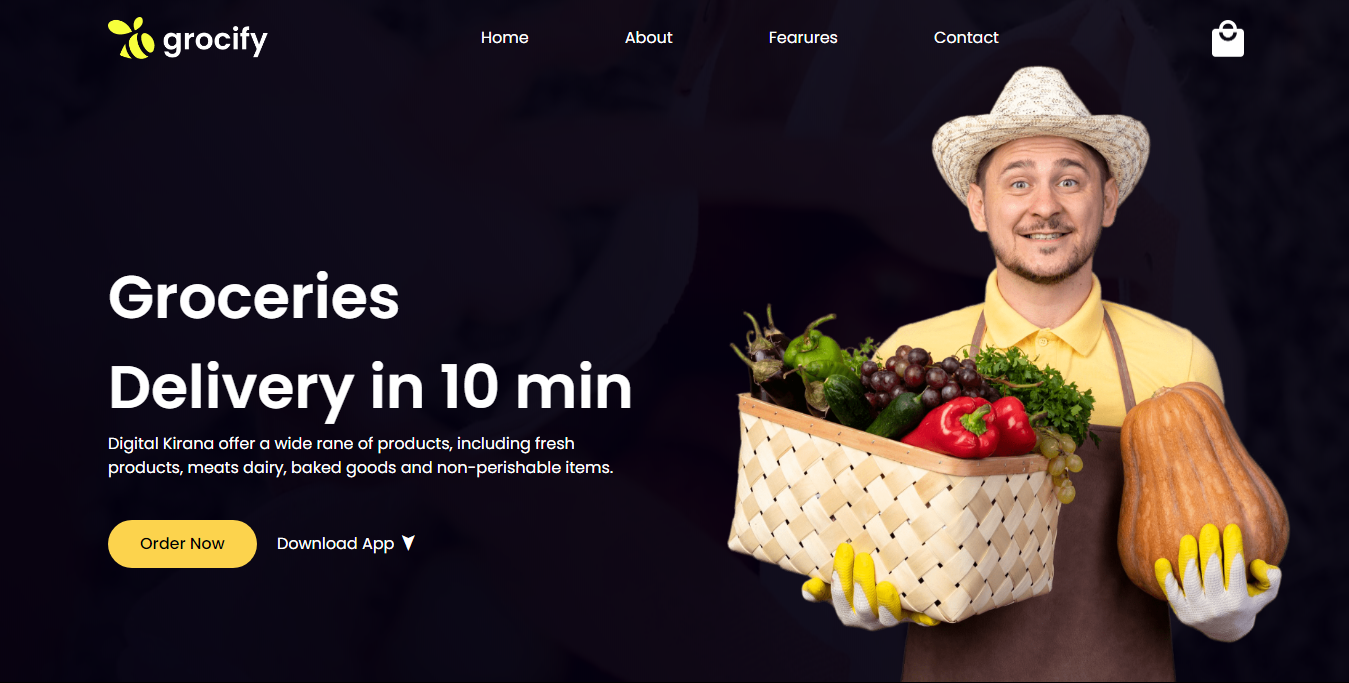 grocify
Home
About
Fearures
Contact
Groceries
Delivery in 10 min
Digital Kirana offer a wide rane of products, including fresh
products, meats dairy, baked goods and non-perishable items.
Order Now
Download App